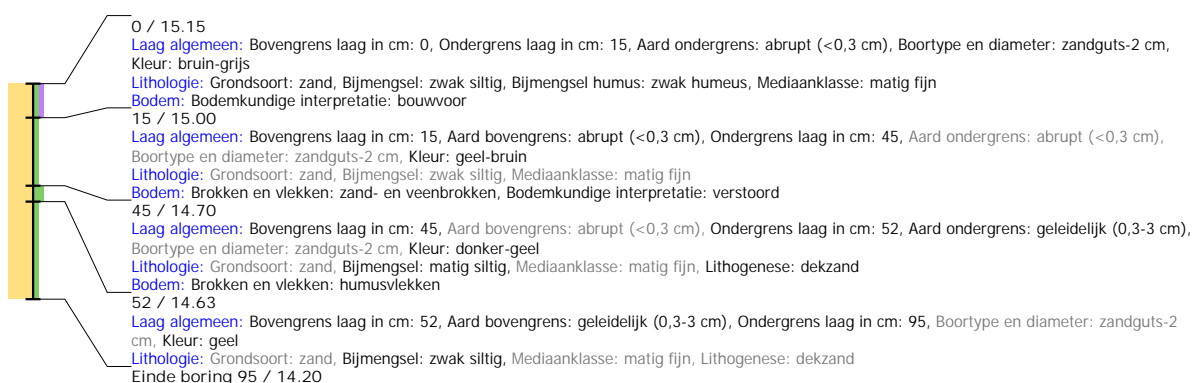 0 / 15.15
Laag algemeen: Bovengrens laag in cm: 0, Ondergrens laag in cm: 15, Aard ondergrens: abrupt (<0,3 cm), Boortype en diameter: zandguts-2 cm,
Kleur: bruin-grijs
Lithologie: Grondsoort: zand, Bijmengsel: zwak siltig, Bijmengsel humus: zwak humeus, Mediaanklasse: matig fijn
Bodem: Bodemkundige interpretatie: bouwvoor
15 / 15.00
Laag algemeen: Bovengrens laag in cm: 15, Aard bovengrens: abrupt (<0,3 cm), Ondergrens laag in cm: 45, Aard ondergrens: abrupt (<0,3 cm),
Boortype en diameter: zandguts-2 cm, Kleur: geel-bruin
Lithologie: Grondsoort: zand, Bijmengsel: zwak siltig, Mediaanklasse: matig fijn
Bodem: Brokken en vlekken: zand- en veenbrokken, Bodemkundige interpretatie: verstoord
45 / 14.70
Laag algemeen: Bovengrens laag in cm: 45, Aard bovengrens: abrupt (<0,3 cm), Ondergrens laag in cm: 52, Aard ondergrens: geleidelijk (0,3-3 cm),
Boortype en diameter: zandguts-2 cm, Kleur: donker-geel
Lithologie: Grondsoort: zand, Bijmengsel: matig siltig, Mediaanklasse: matig fijn, Lithogenese: dekzand
Bodem: Brokken en vlekken: humusvlekken
52 / 14.63
Laag algemeen: Bovengrens laag in cm: 52, Aard bovengrens: geleidelijk (0,3-3 cm), Ondergrens laag in cm: 95, Boortype en diameter: zandguts-2
cm, Kleur: geel
Lithologie: Grondsoort: zand, Bijmengsel: zwak siltig, Mediaanklasse: matig fijn, Lithogenese: dekzand
Einde boring 95 / 14.20